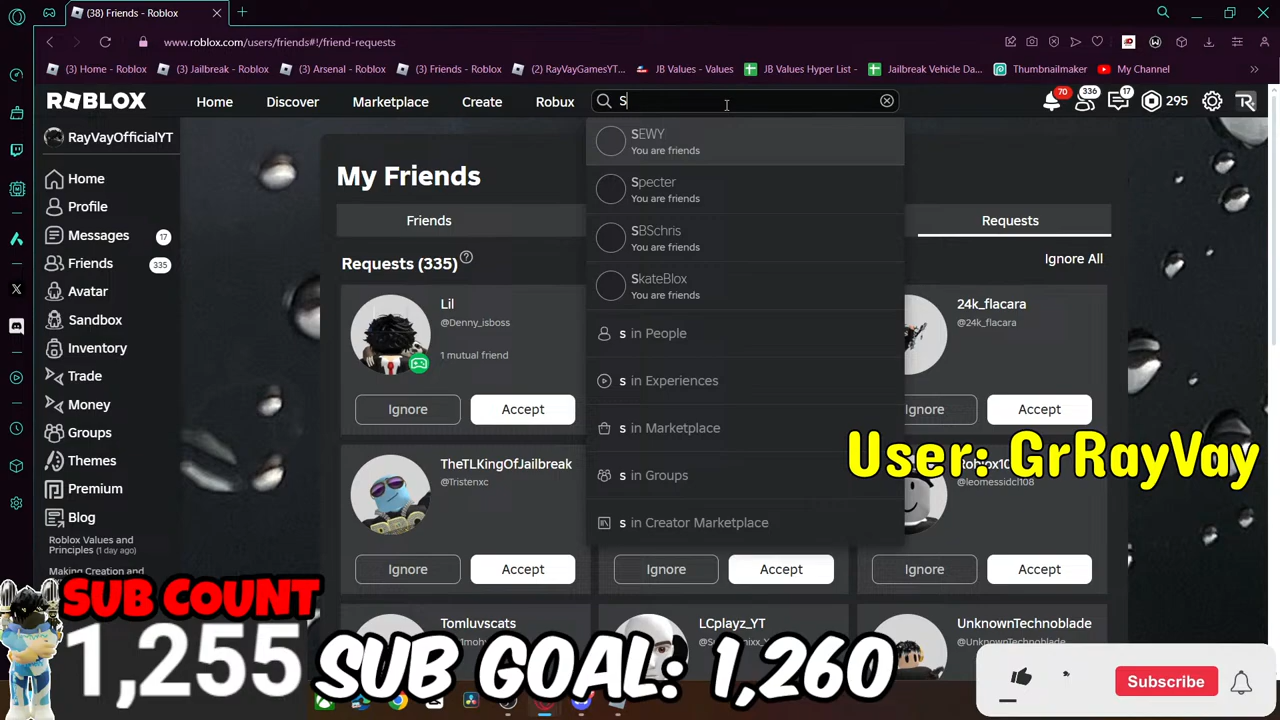 (38) Friends - Roblox
www.roblox.com/users/friends#!/friend-requests
(3) Home - Roblox
(3) Jailbreak - Roblox
(3) Arsenal - Roblox
(3) Friends - Roblox
(2) RayVayGamesYT...
JB Values - Values
JB Values Hyper List -
Jailbreak Vehicle Da...
Thumbnailmaker
My Channel
ROBLOX
Home
Discover
Marketplace
Create
Robux
S
70
336
17
295
RayVayOfficialYT
Home
Profile
Messages
17
Friends
335
Avatar
Sandbox
Inventory
Trade
Money
Groups
Themes
Premium
Blog
Roblox Values and
Principles (1 day ago)
Making Creation and
My Friends
Friends
Requests
Requests (335)
Ignore All
SEWY
You are friends
Specter
You are friends
SBSchris
You are friends
SkateBlox
You are friends
s in People
s in Experiences
s in Marketplace
s in Groups
s in Creator Marketplace
Lil
@Denny_isboss
1 mutual friend
Ignore
Accept
24k_flacara
@24k_flacara
Ignore
Accept
TheTLKingOfJailbreak
@Tristenxc
Ignore
Accept
Ignore
Accept
@leomessidcl108
Ignore
Accept
User: GrRayVay
Tomluvscats
LCplayz_YT
UnknownTechnoblade
SUB COUNT
1,255
SUB GOAL: 1,260
Subscribe